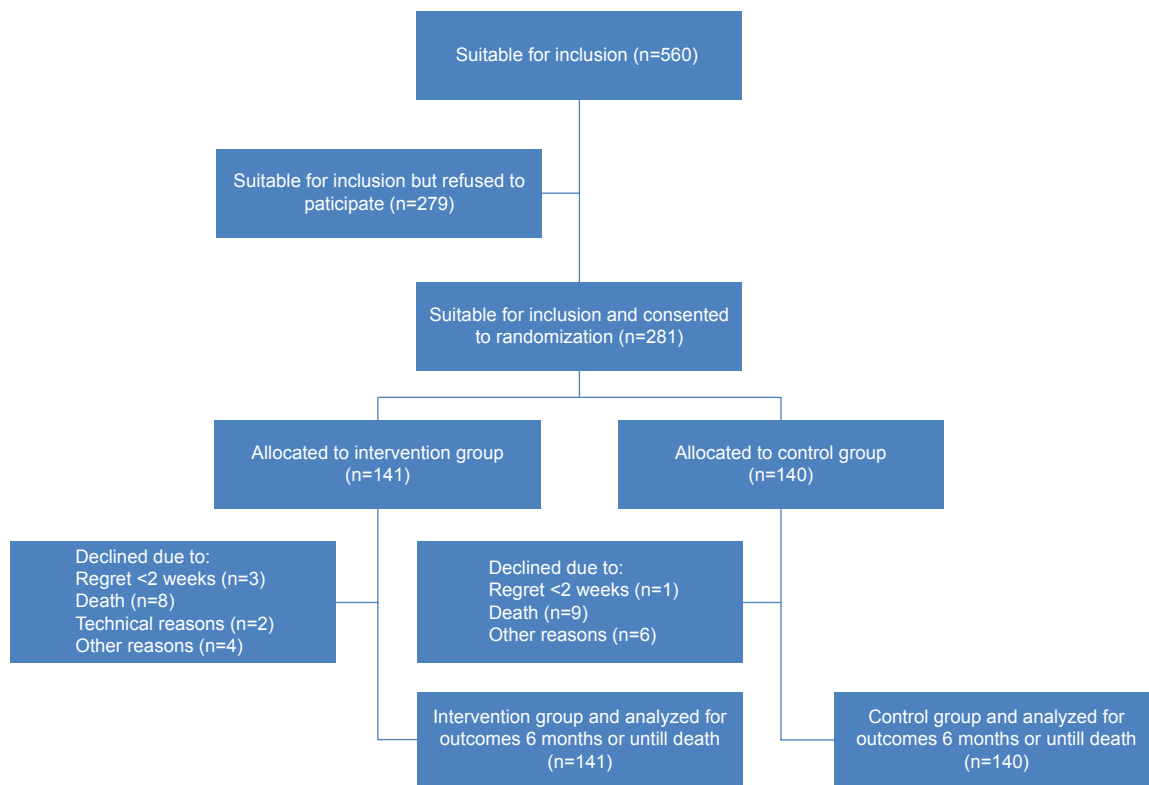 Suitable for inclusion (n=560)
Suitable for inclusion but refused to
paticipate (n=279)
Suitable for inclusion and consented
to randomization (n=281)
Allocated to intervention group
(n=141)
Allocated to control group
(n=140)
Declined due to:
Regret <2 weeks (n=3)
Death (n=8)
Technical reasons (n=2)
Other reasons (n=4)
Declined due to:
Regret <2 weeks (n=1)
Death (n=9)
Other reasons (n=6)
Intervention group and analyzed for
outcomes 6 months or untill death
(n=141)
Control group and analyzed for
outcomes 6 months or untill death
(n=140)